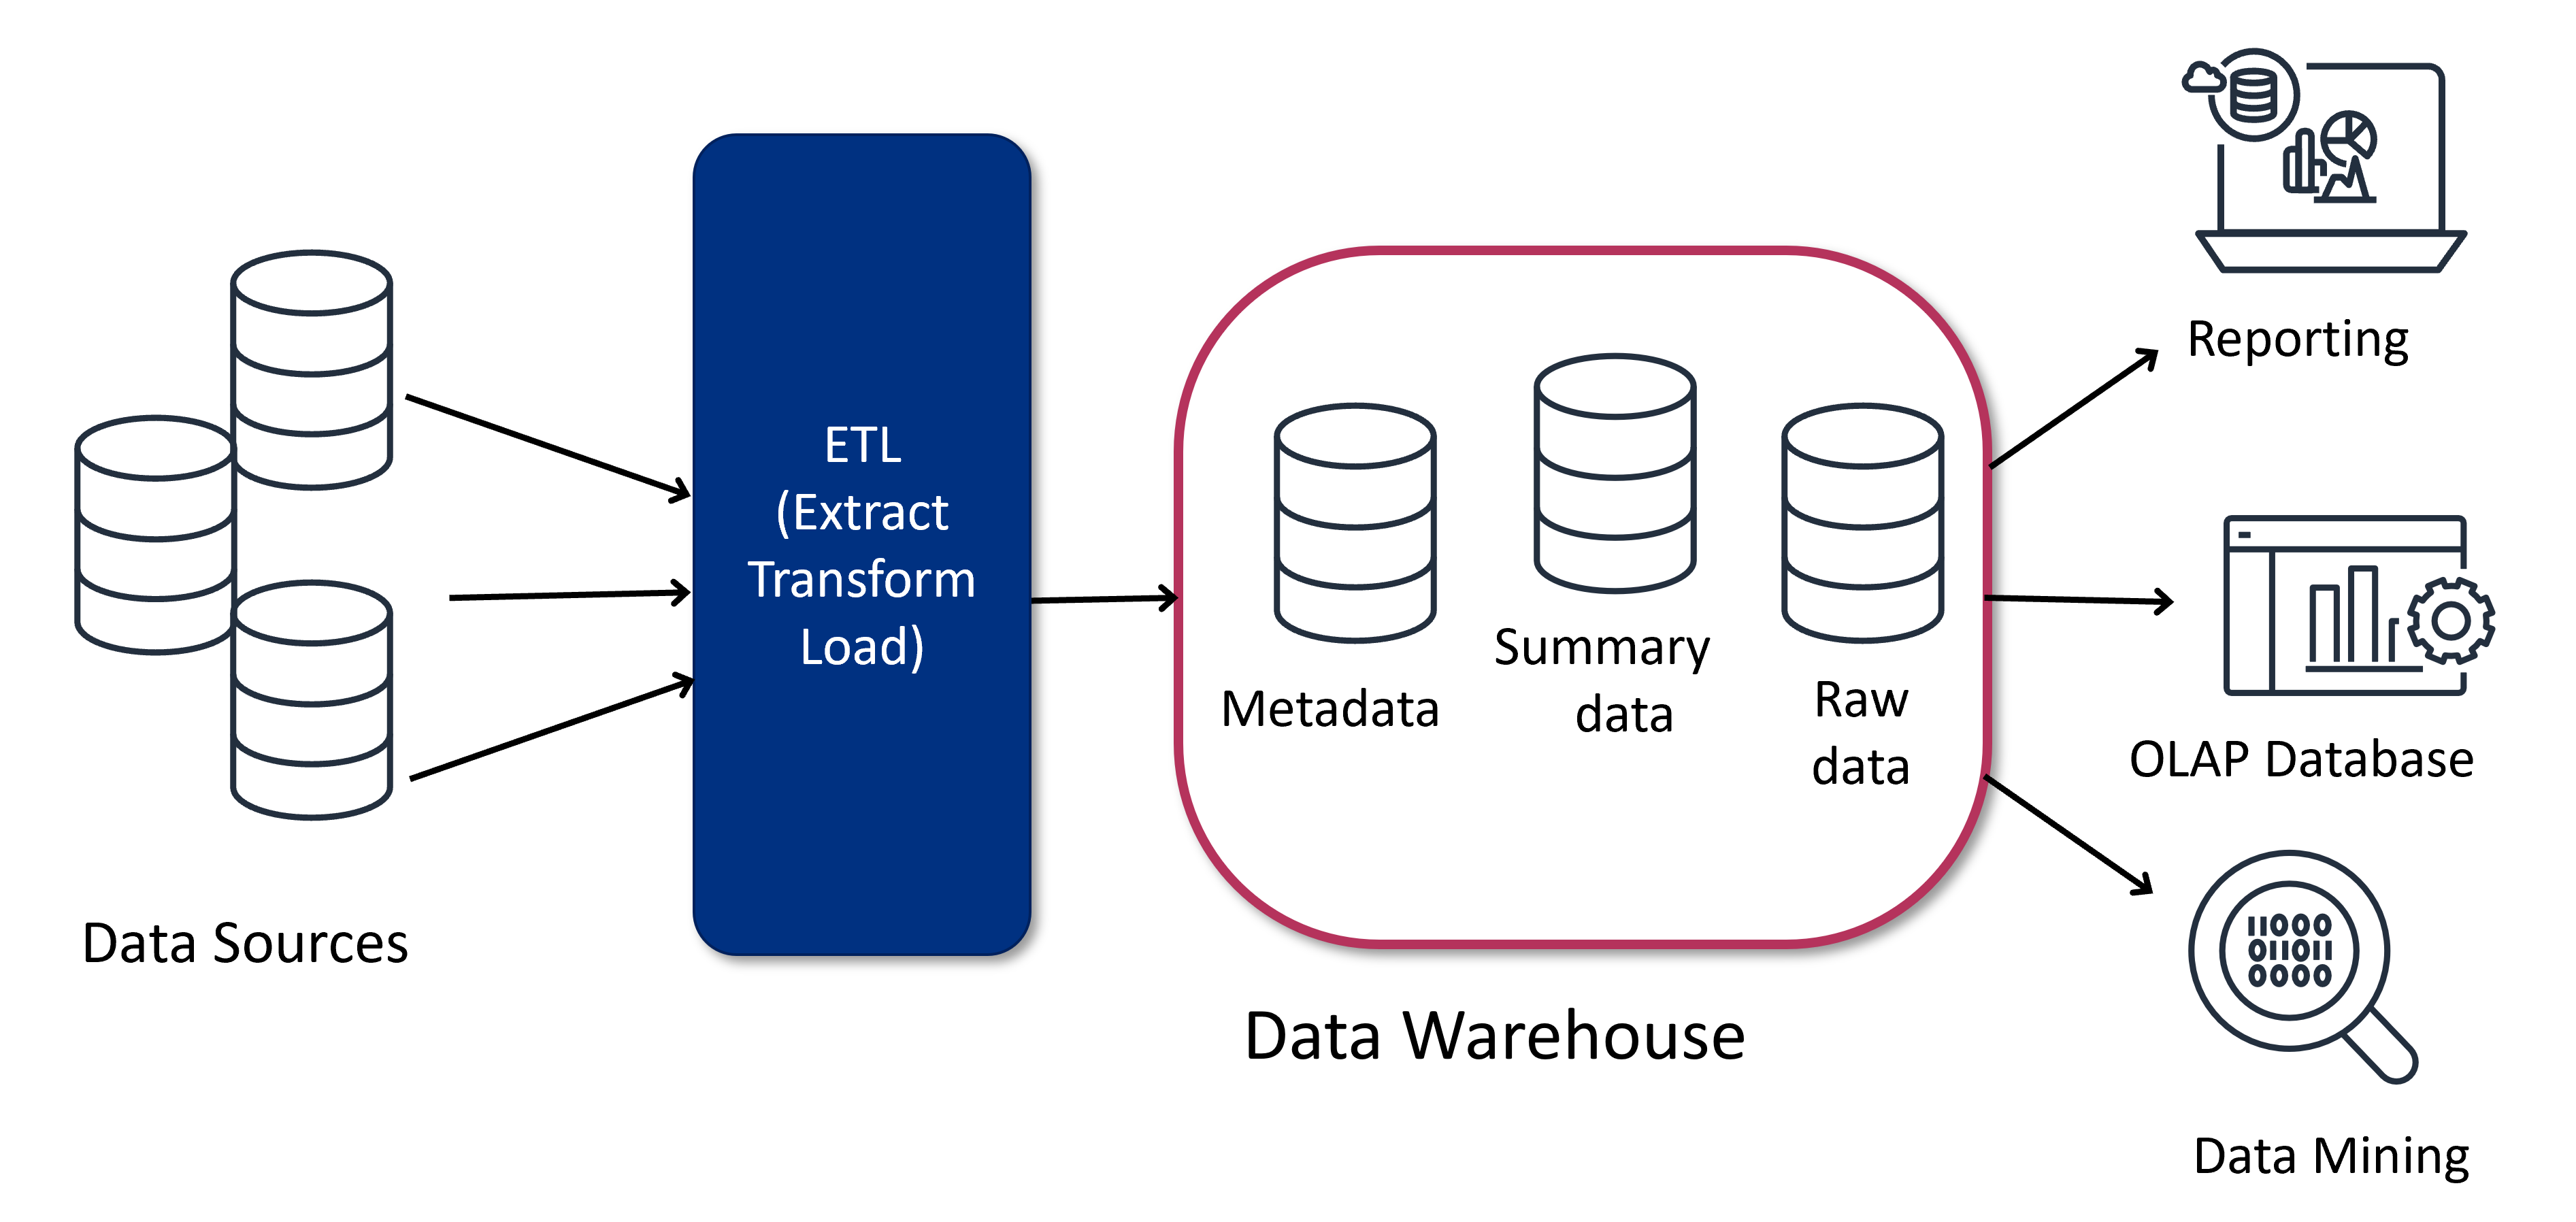 Data Sources
ETL
(Extract
Transform
Load)
Metadata
Summary
data
Raw
data
Data Warehouse
Reporting
OLAP Database
11000
011011
0000
Data Mining